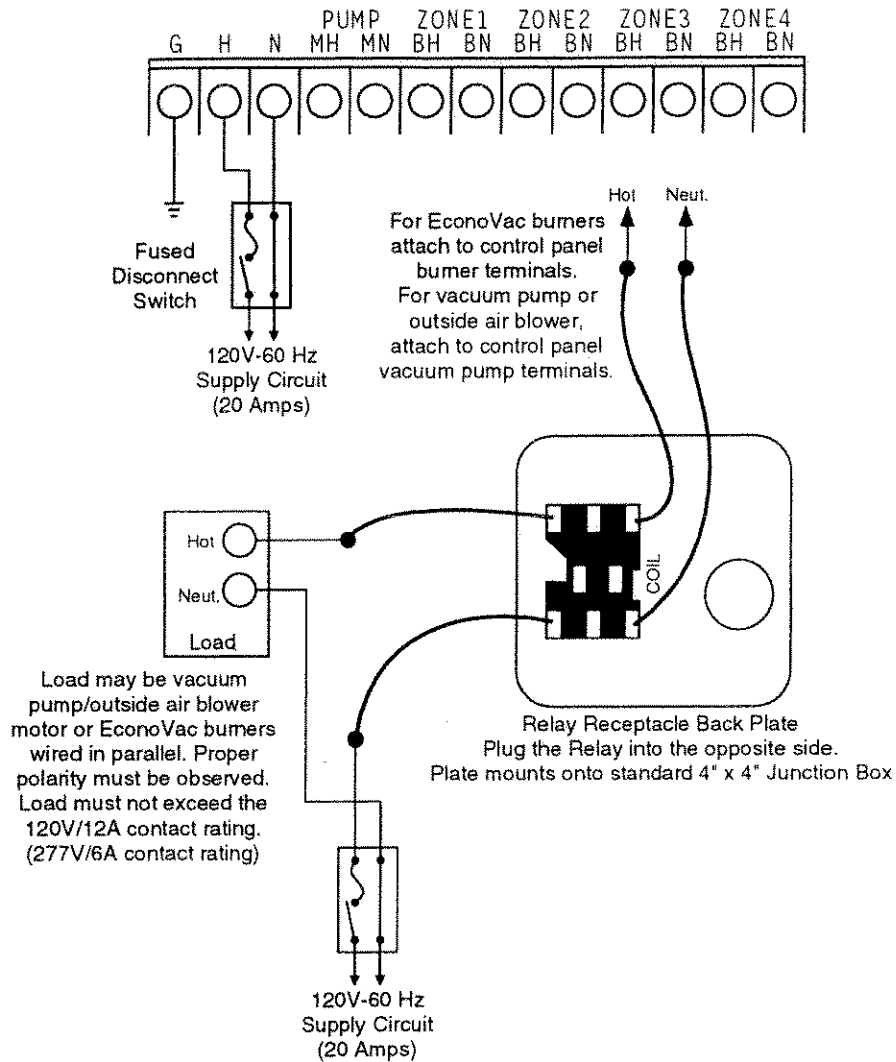 PUMP ZONE1 ZONE2 ZONE3 ZONE4
G H N MH MN BH BN BH BN BH BN BH BN
Fused
Disconnect
Switch
120V-60 Hz
Supply Circuit
(20 Amps)
Hot Neut.
For EconoVac burners
attach to control panel
burner terminals.
For vacuum pump or
outside air blower,
attach to control panel
vacuum pump terminals.
Hot
Neut.
Load
COIL
Load may be vacuum
pump/outside air blower
motor or EconoVac burners
wired in parallel. Proper
polarity must be observed.
Load must not exceed the
120V/12A contact rating.
(277V/6A contact rating)
Relay Receptacle Back Plate
Plug the Relay into the opposite side.
Plate mounts onto standard 4" x 4" Junction Box
120V-60 Hz
Supply Circuit
(20 Amps)